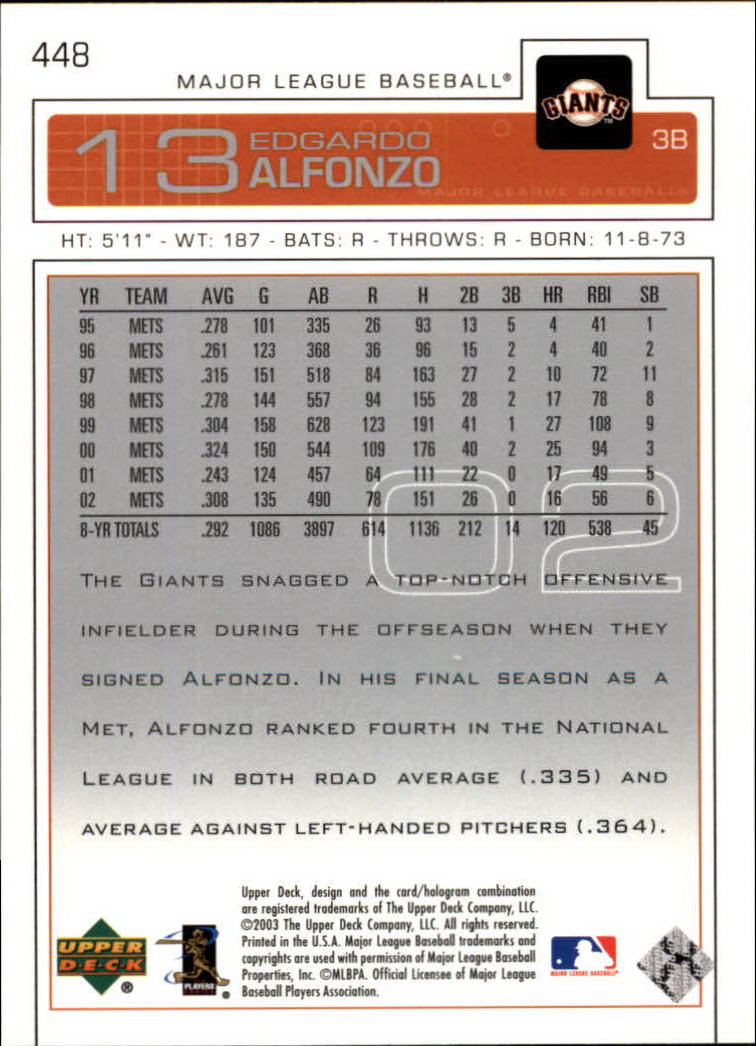 448
MAJOR LEAGUE BASEBALL®
GIANTS™
13 EDGARDO
ALFONZO
3B
MAJOR LEAGUE BASEBALL®
HT: 5'11" - WT: 187 - BATS: R - THROWS: R - BORN: 11-8-73
YR TEAM AVG G AB R H 2B 3B HR RBI SB
95 METS .278 101 335 26 93 13 5 4 41 1
96 METS .261 123 368 36 96 15 2 4 40 2
97 METS .315 151 518 84 163 27 2 10 72 11
98 METS .278 144 557 94 155 28 2 17 78 8
99 METS .304 158 628 123 191 41 1 27 108 9
00 METS .324 150 544 109 176 40 2 25 94 3
01 METS .243 124 457 64 111 22 0 17 49 5
02 METS .308 135 490 78 151 26 0 16 56 6
8-YR TOTALS .292 1086 3897 614 1136 212 14 120 538 45
02
THE GIANTS SNAGGED A TOP-NOTCH OFFENSIVE
INFIELDER DURING THE OFFSEASON WHEN THEY
SIGNED ALFONZO. IN HIS FINAL SEASON AS A
MET, ALFONZO RANKED FOURTH IN THE NATIONAL
LEAGUE IN BOTH ROAD AVERAGE (.335) AND
AVERAGE AGAINST LEFT-HANDED PITCHERS (.364).
Upper Deck, design and the card/hologram combination
are registered trademarks of The Upper Deck Company, LLC.
©2003 The Upper Deck Company, LLC. All rights reserved.
Printed in the U.S.A. Major League Baseball trademarks and
copyrights are used with permission of Major League Baseball
Properties, Inc. ©MLBPA. Official Licensee of Major League
Baseball Players Association.
UPPER
D·E·C·K
®
PLAYERS
®
MAJOR LEAGUE BASEBALL®